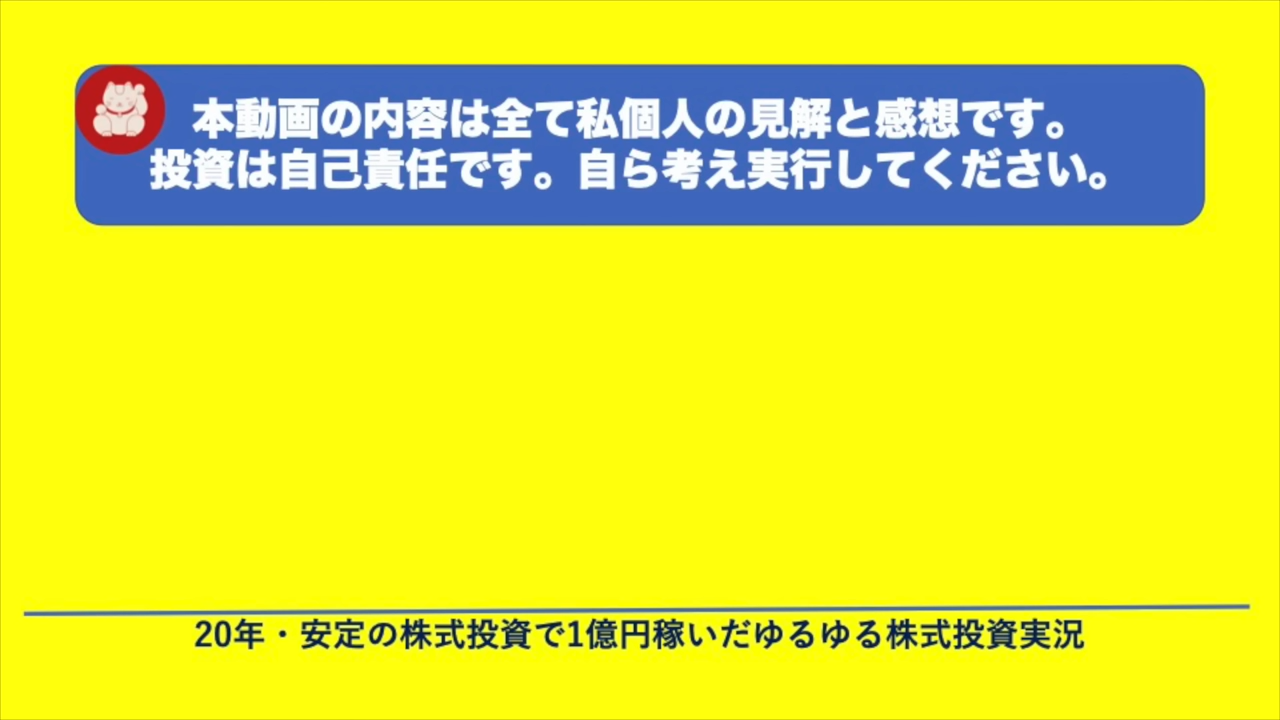 本動画の内容は全て私個人の見解と感想です。
投資は自己責任です。自ら考え実行してください。
20年・安定の株式投資で1億円稼いだゆるゆる株式投資実況